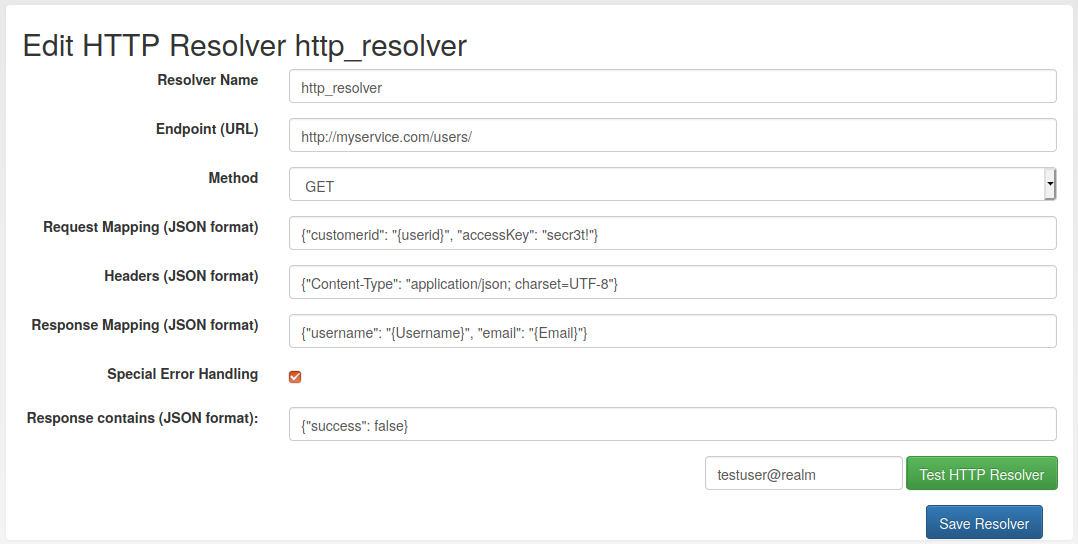 Edit HTTP Resolver http_resolver
Resolver Name
http_resolver
Endpoint (URL)
http://myservice.com/users/
Method
GET
Request Mapping (JSON format)
{"customerid": "{userid}", "accessKey": "secr3t!"}
Headers (JSON format)
{"Content-Type": "application/json; charset=UTF-8"}
Response Mapping (JSON format)
{"username": "{Username}", "email": "{Email}"}
Special Error Handling
Response contains (JSON format):
{"success": false}
testuser@realm
Test HTTP Resolver
Save Resolver